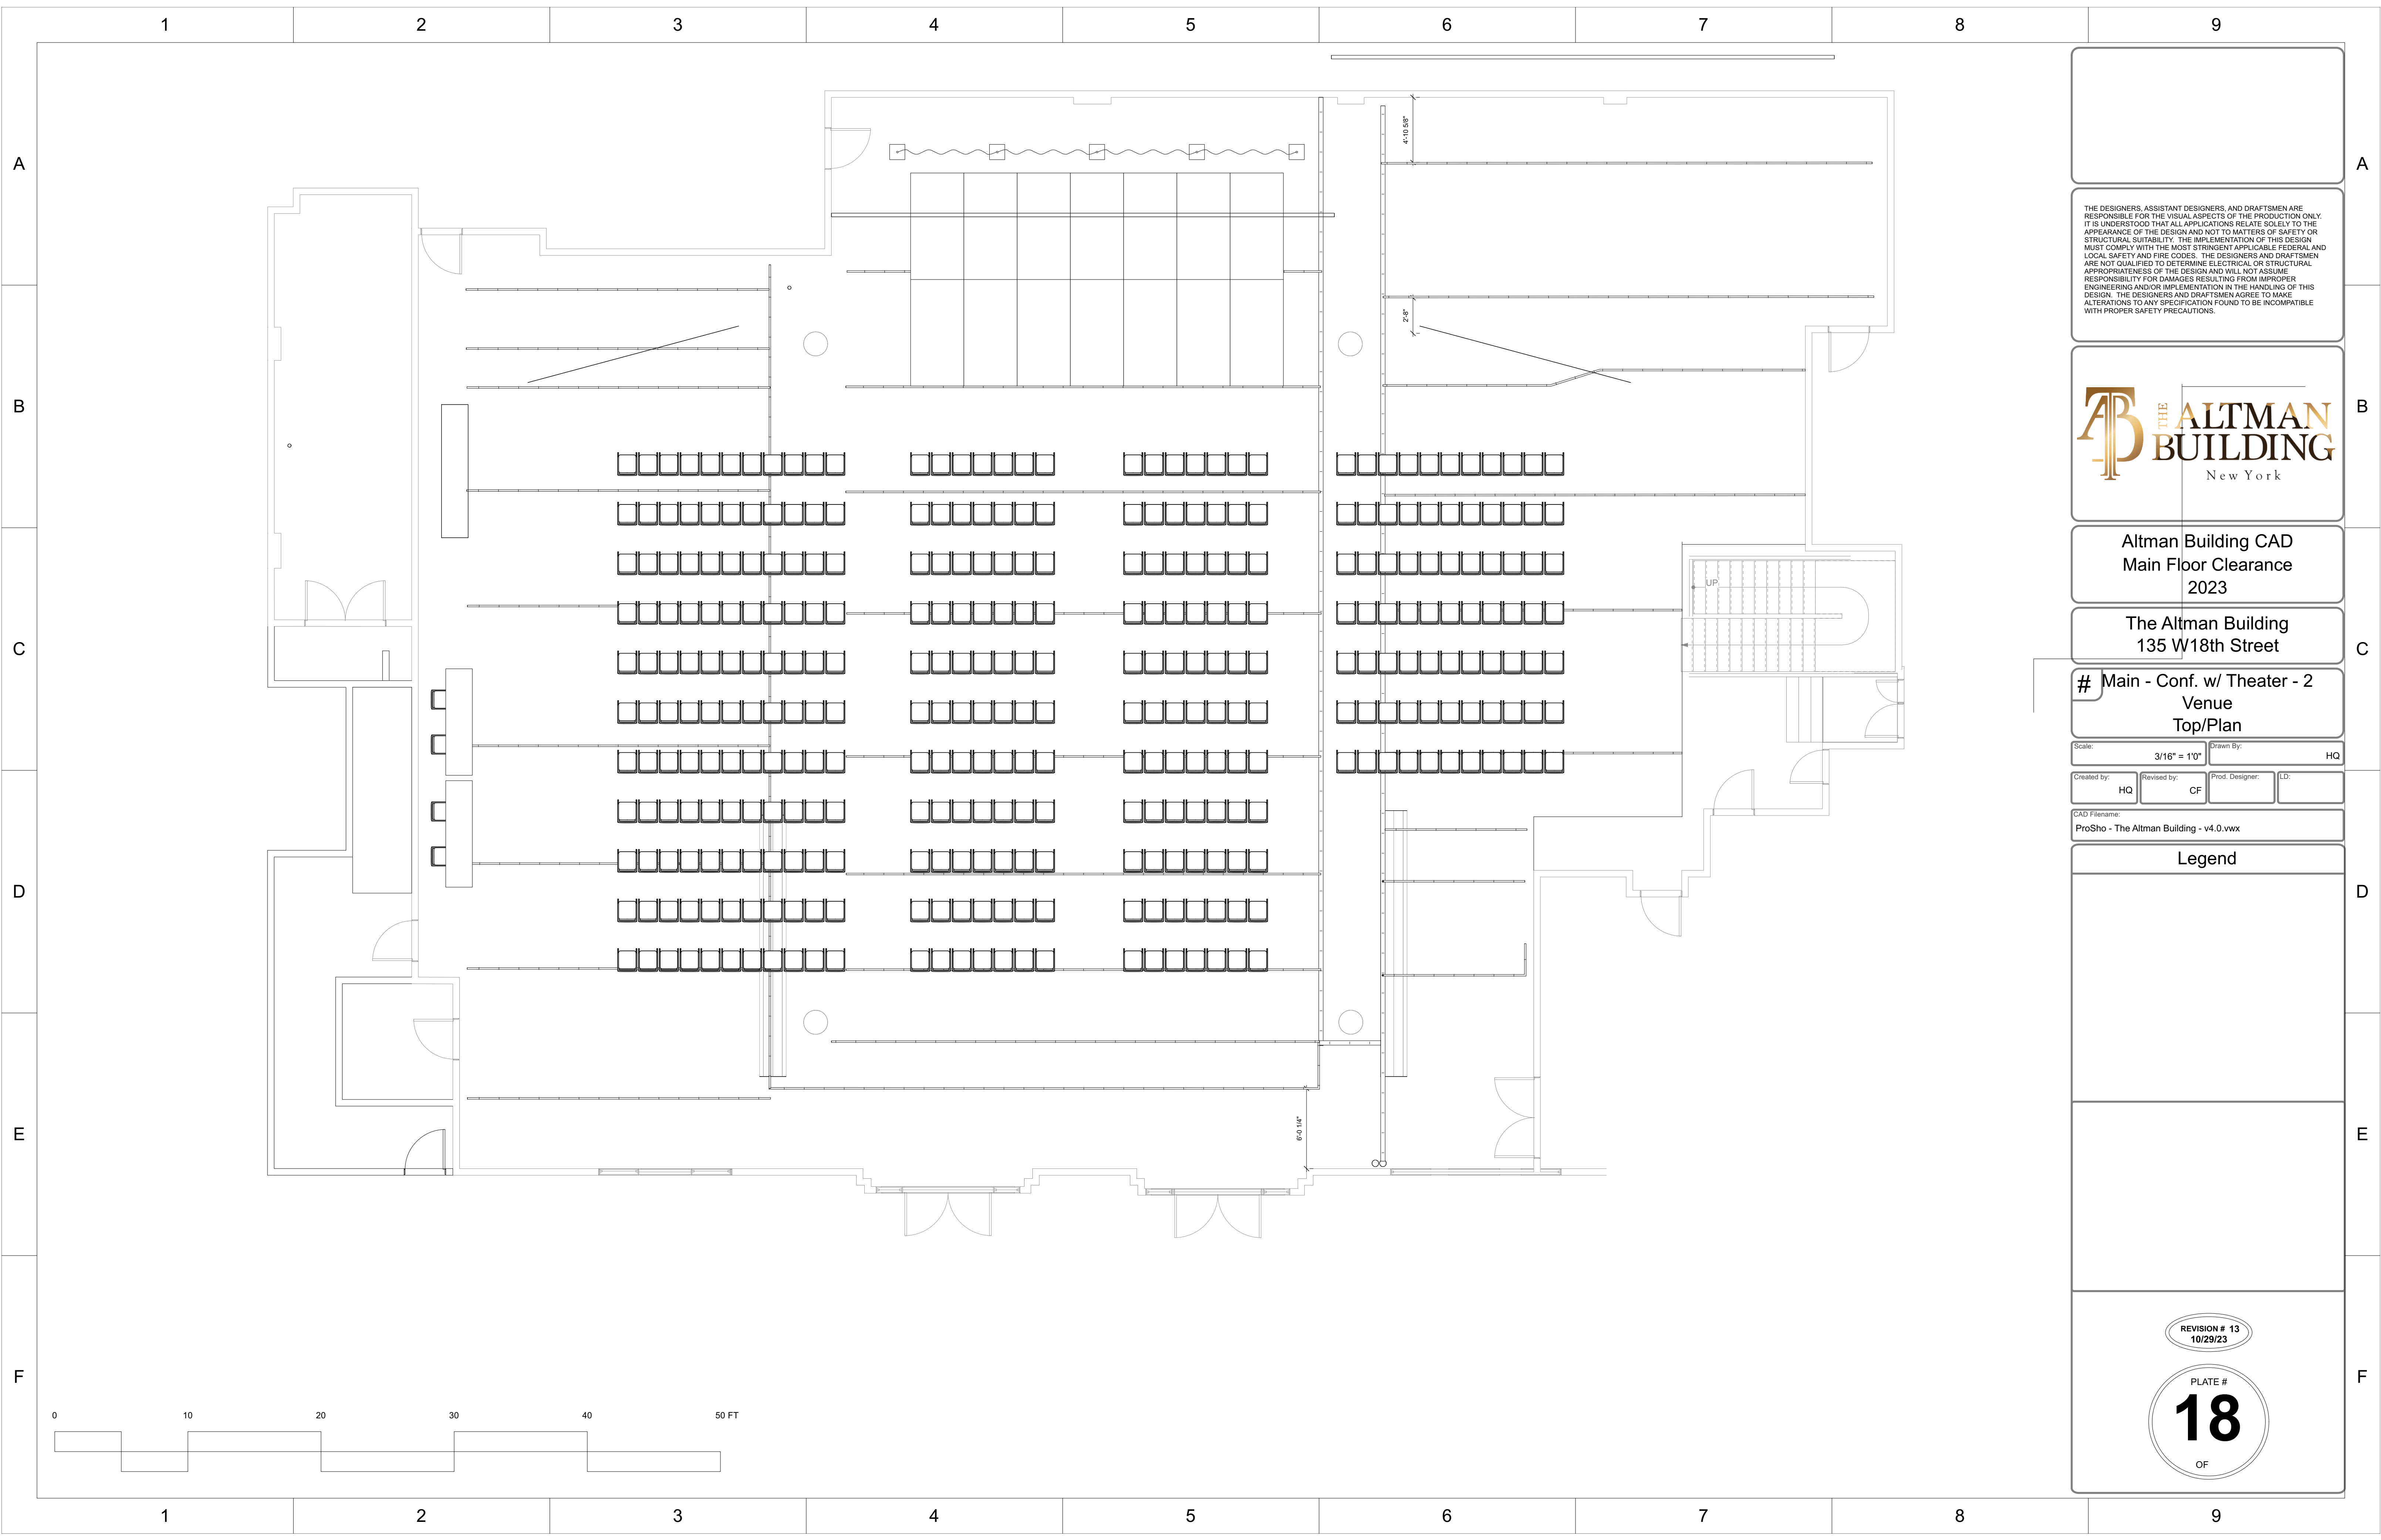 1 2 3 4 5 6 7 8 9
A A
B B
C C
D D
E E
F F
4'-10 5/8"
2'-8"
UP
6'-0 1/4"
0 10 20 30 40 50 FT
THE DESIGNERS, ASSISTANT DESIGNERS, AND DRAFTSMEN ARE
RESPONSIBLE FOR THE VISUAL ASPECTS OF THE PRODUCTION ONLY.
IT IS UNDERSTOOD THAT ALL APPLICATIONS RELATE SOLELY TO THE
APPEARANCE OF THE DESIGN AND NOT TO MATTERS OF SAFETY OR
STRUCTURAL SUITABILITY. THE IMPLEMENTATION OF THIS DESIGN
MUST COMPLY WITH THE MOST STRINGENT APPLICABLE FEDERAL AND
LOCAL SAFETY AND FIRE CODES. THE DESIGNERS AND DRAFTSMEN
ARE NOT QUALIFIED TO DETERMINE ELECTRICAL OR STRUCTURAL
APPROPRIATENESS OF THE DESIGN AND WILL NOT ASSUME
RESPONSIBILITY FOR DAMAGES RESULTING FROM IMPROPER
ENGINEERING AND/OR IMPLEMENTATION IN THE HANDLING OF THIS
DESIGN. THE DESIGNERS AND DRAFTSMEN AGREE TO MAKE
ALTERATIONS TO ANY SPECIFICATION FOUND TO BE INCOMPATIBLE
WITH PROPER SAFETY PRECAUTIONS.
TAB
THE ALTMAN
BUILDING
New York
Altman Building CAD
Main Floor Clearance
2023
The Altman Building
135 W18th Street
# Main - Conf. w/ Theater - 2
Venue
Top/Plan
Scale: 3/16" = 1'0" Drawn By: HQ
Created by: HQ Revised by: CF Prod. Designer: LD:
CAD Filename:
ProSho - The Altman Building - v4.0.vwx
Legend
REVISION # 13
10/29/23
PLATE #
18
OF
1 2 3 4 5 6 7 8 9